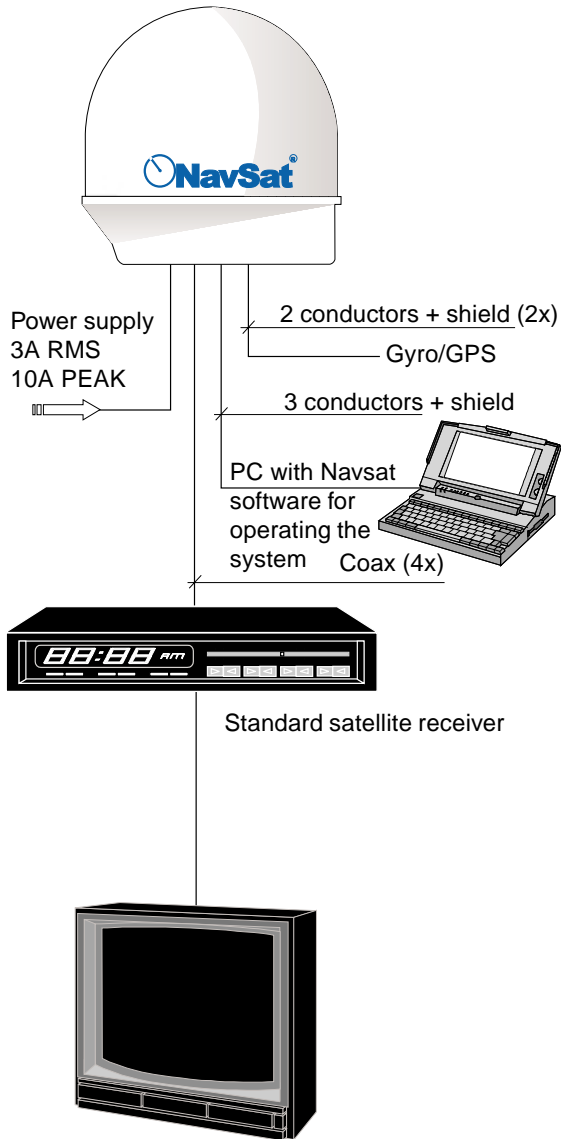 NavSat®
Power supply
3A RMS
10A PEAK
2 conductors + shield (2x)
Gyro/GPS
3 conductors + shield
PC with Navsat
software for
operating the
system
Coax (4x)
88:88 AM
Standard satellite receiver